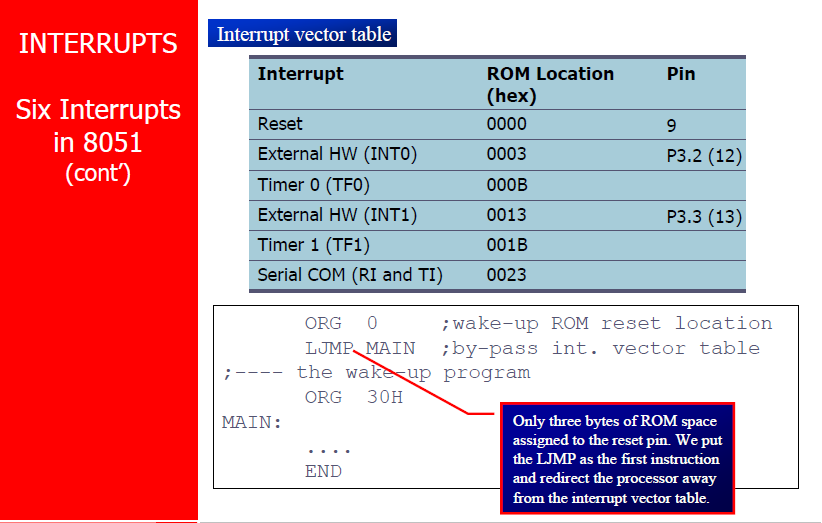 INTERRUPTS
Six Interrupts
in 8051
(cont’)
Interrupt vector table
Interrupt ROM Location Pin
(hex)
Reset 0000 9
External HW (INT0) 0003 P3.2 (12)
Timer 0 (TF0) 000B
External HW (INT1) 0013 P3.3 (13)
Timer 1 (TF1) 001B
Serial COM (RI and TI) 0023
ORG 0 ;wake-up ROM reset location
LJMP MAIN ;by-pass int. vector table
;---- the wake-up program
ORG 30H
MAIN:
....
END
Only three bytes of ROM space
assigned to the reset pin. We put
the LJMP as the first instruction
and redirect the processor away
from the interrupt vector table.